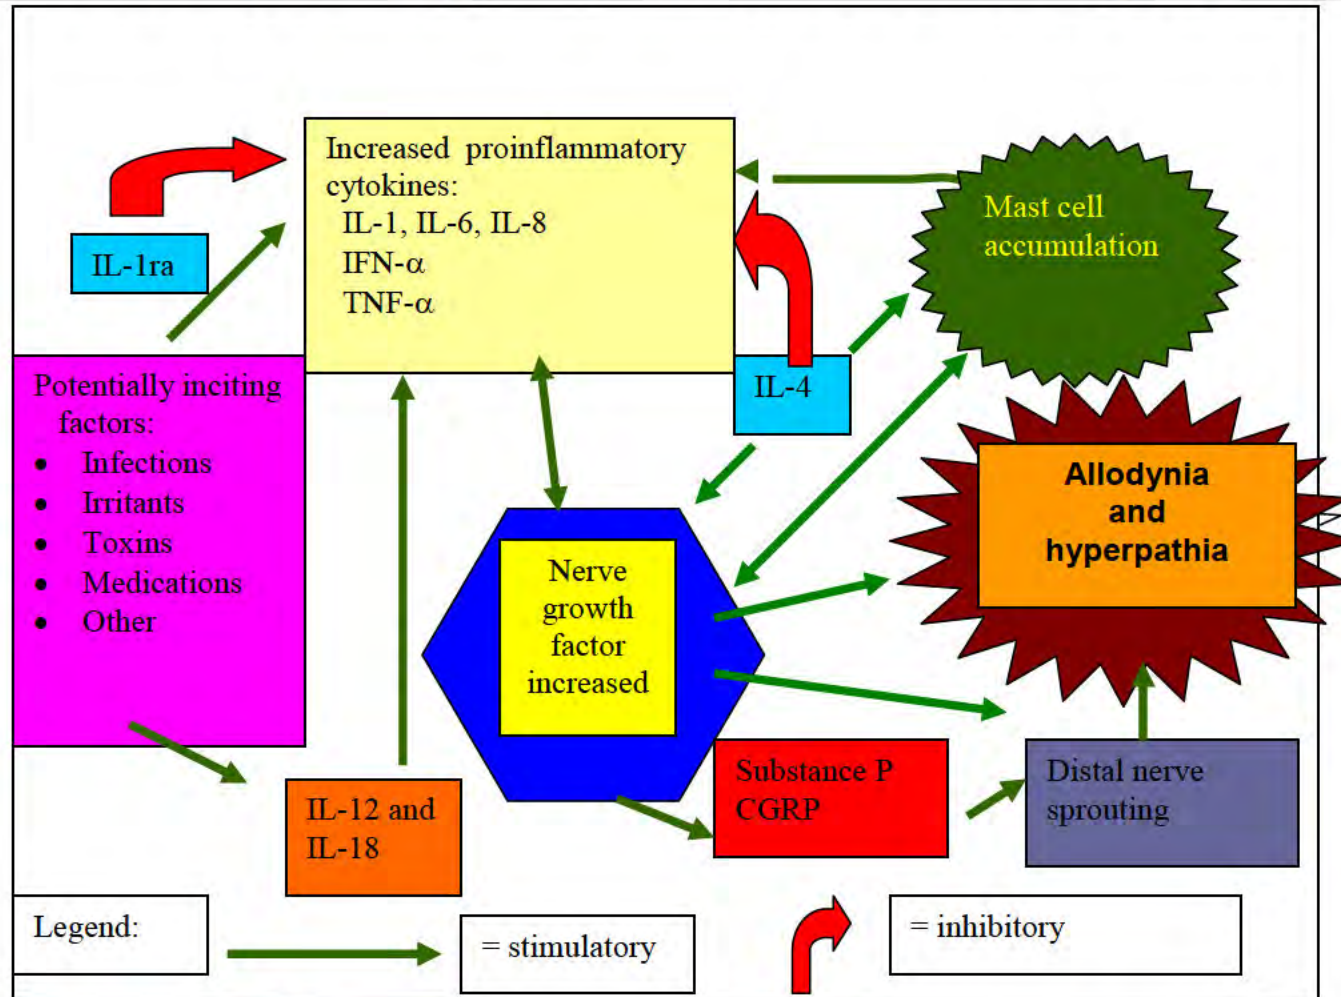 Increased proinflammatory
cytokines:
IL-1, IL-6, IL-8
IFN-α
TNF-α
Mast cell
accumulation
IL-1ra
IL-4
Potentially inciting
factors:
• Infections
• Irritants
• Toxins
• Medications
• Other
Allodynia
and
hyperpathia
Nerve
growth
factor
increased
Substance P
CGRP
Distal nerve
sprouting
IL-12 and
IL-18
Legend:
= stimulatory
= inhibitory